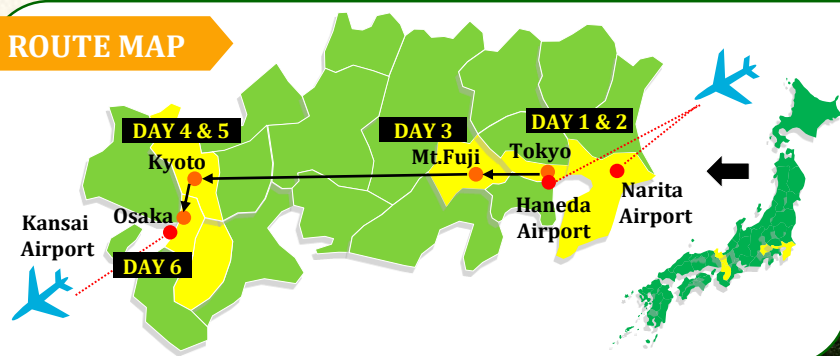 ROUTE MAP
DAY 4 & 5
Kyoto
DAY 3
Mt.Fuji
DAY 1 & 2
Tokyo
Haneda
Airport
Narita
Airport
Osaka
Kansai
Airport
DAY 6